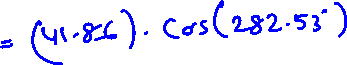 = (41.86) . Cos(282.53°)